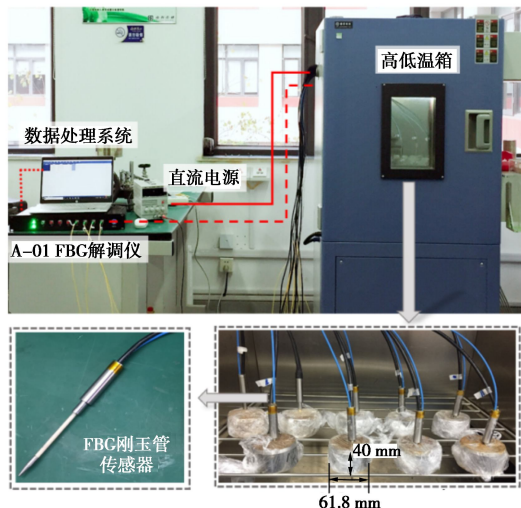 高低温箱
数据处理系统
直流电源
A-01 FBG解调仪
FBG刚玉管
传感器
40 mm
61.8 mm